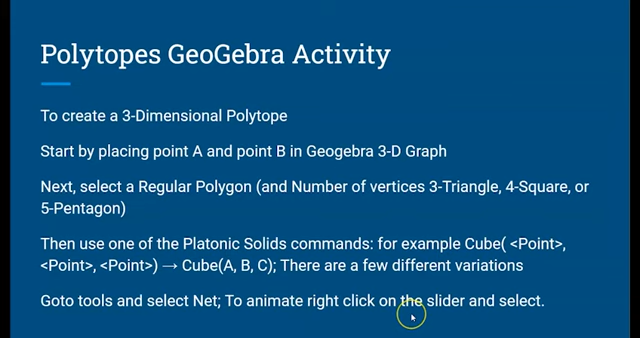 Polytopes GeoGebra Activity
To create a 3-Dimensional Polytope
Start by placing point A and point B in Geogebra 3-D Graph
Next, select a Regular Polygon (and Number of vertices 3-Triangle, 4-Square, or
5-Pentagon)
Then use one of the Platonic Solids commands: for example Cube( <Point>,
<Point>, <Point>) → Cube(A, B, C); There are a few different variations
Goto tools and select Net; To animate right click on the slider and select.